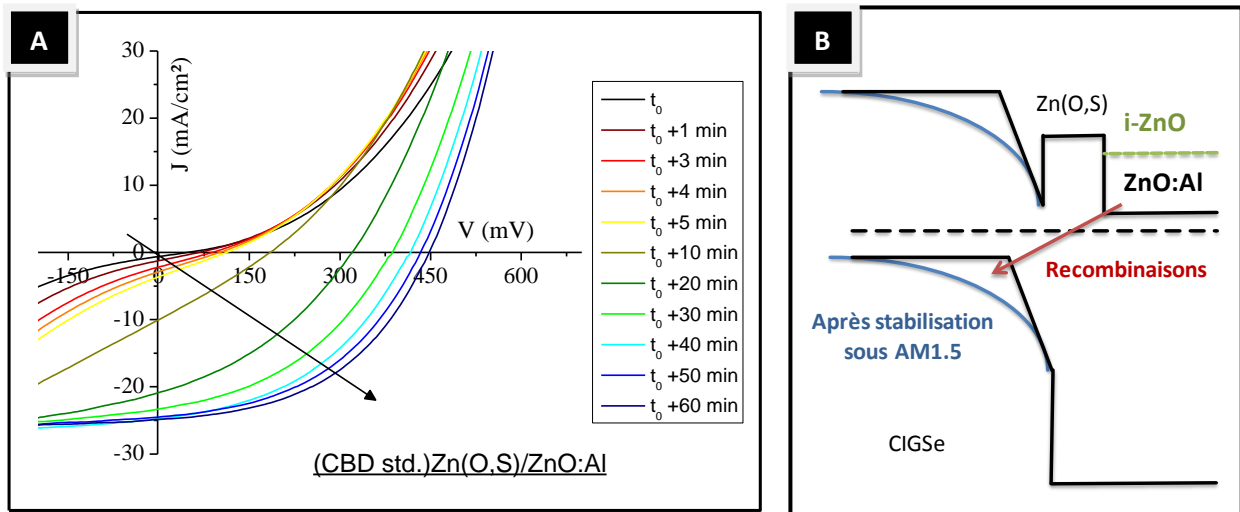 A
30
20
10
0
-10
-20
-30
J (mA/cm²)
-150
0
150
300
450
600
V (mV)
t0
t0 +1 min
t0 +3 min
t0 +4 min
t0 +5 min
t0 +10 min
t0 +20 min
t0 +30 min
t0 +40 min
t0 +50 min
t0 +60 min
(CBD std.)Zn(O,S)/ZnO:Al
B
Zn(O,S)
i-ZnO
ZnO:Al
Recombinaisons
Après stabilisation
sous AM1.5
CIGSe